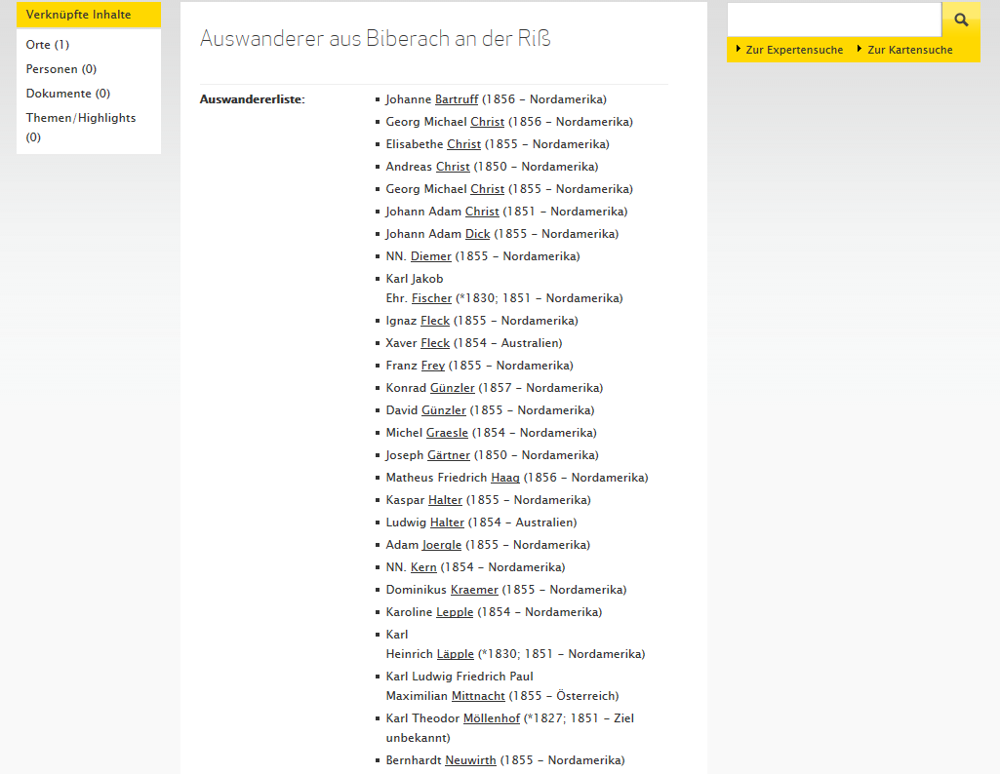 Verknüpfte Inhalte
Orte (1)
Personen (0)
Dokumente (0)
Themen/Highlights
(0)
Auswanderer aus Biberach an der Riß
Auswandererliste:
Johanne Bartruff (1856 – Nordamerika)
Georg Michael Christ (1856 – Nordamerika)
Elisabethe Christ (1855 – Nordamerika)
Andreas Christ (1850 – Nordamerika)
Georg Michael Christ (1855 – Nordamerika)
Johann Adam Christ (1851 – Nordamerika)
Johann Adam Dick (1855 – Nordamerika)
NN. Diemer (1855 – Nordamerika)
Karl Jakob
Ehr. Fischer (*1830; 1851 – Nordamerika)
Ignaz Fleck (1855 – Nordamerika)
Xaver Fleck (1854 – Australien)
Franz Frey (1855 – Nordamerika)
Konrad Günzler (1857 – Nordamerika)
David Günzler (1855 – Nordamerika)
Michel Graesle (1854 – Nordamerika)
Joseph Gärtner (1850 – Nordamerika)
Matheus Friedrich Haag (1856 – Nordamerika)
Kaspar Halter (1855 – Nordamerika)
Ludwig Halter (1854 – Australien)
Adam Joergle (1855 – Nordamerika)
NN. Kern (1854 – Nordamerika)
Dominikus Kraemer (1855 – Nordamerika)
Karoline Lepple (1854 – Nordamerika)
Karl
Heinrich Läpple (*1830; 1851 – Nordamerika)
Karl Ludwig Friedrich Paul
Maximilian Mittnacht (1855 – Österreich)
Karl Theodor Möllenhof (*1827; 1851 – Ziel
unbekannt)
Bernhardt Neuwirth (1855 – Nordamerika)
Zur Expertensuche Zur Kartensuche